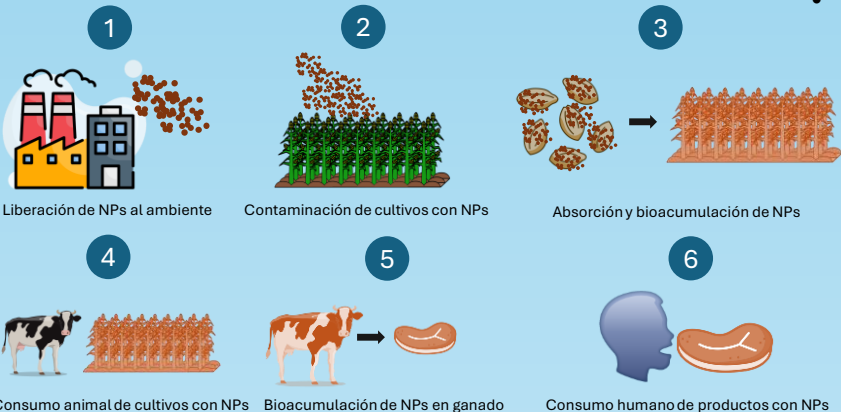 1
2
3
Liberación de NPs al ambiente
Contaminación de cultivos con NPs
Absorción y bioacumulación de NPs
4
5
6
Consumo animal de cultivos con NPs
Bioacumulación de NPs en ganado
Consumo humano de productos con NPs